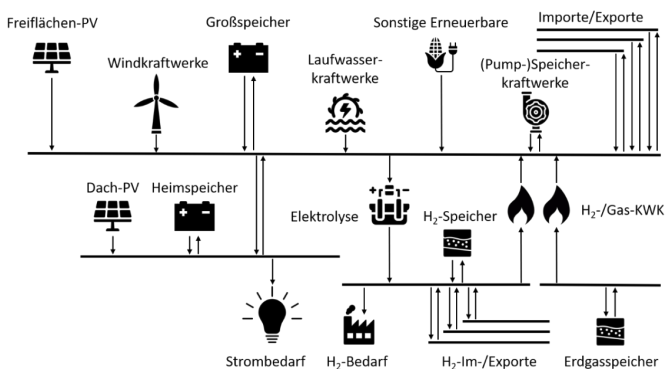 Freiflächen-PV
Windkraftwerke
Großspeicher
Laufwasser-
kraftwerke
Sonstige Erneuerbare
(Pump-)Speicher-
kraftwerke
Importe/Exporte
Dach-PV
Heimspeicher
Elektrolyse
H₂-Speicher
H₂-/Gas-KWK
Strombedarf
H₂-Bedarf
H₂-Im-/Exporte
Erdgasspeicher